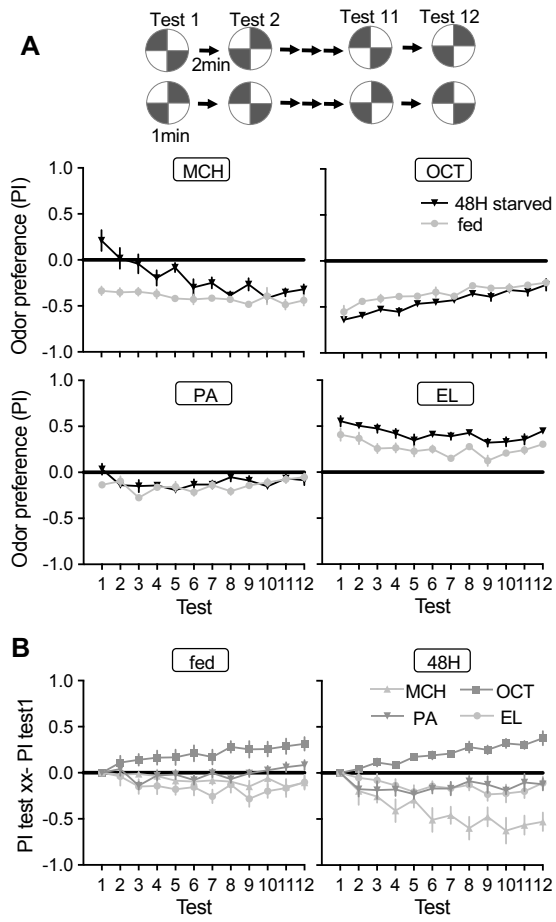 A
Test 1 Test 2 Test 11 Test 12
2min
1min
MCH
OCT
48H starved
fed
Odor preference (PI)
1.0
0.5
0.0
-0.5
-1.0
PA
EL
Odor preference (PI)
1.0
0.5
0.0
-0.5
-1.0
1 2 3 4 5 6 7 8 9 10 11 12
1 2 3 4 5 6 7 8 9 10 11 12
Test
Test
B
fed
48H
MCH
OCT
PA
EL
PI test xx- PI test1
1.0
0.5
0.0
-0.5
-1.0
1 2 3 4 5 6 7 8 9 10 11 12
1 2 3 4 5 6 7 8 9 10 11 12
Test
Test